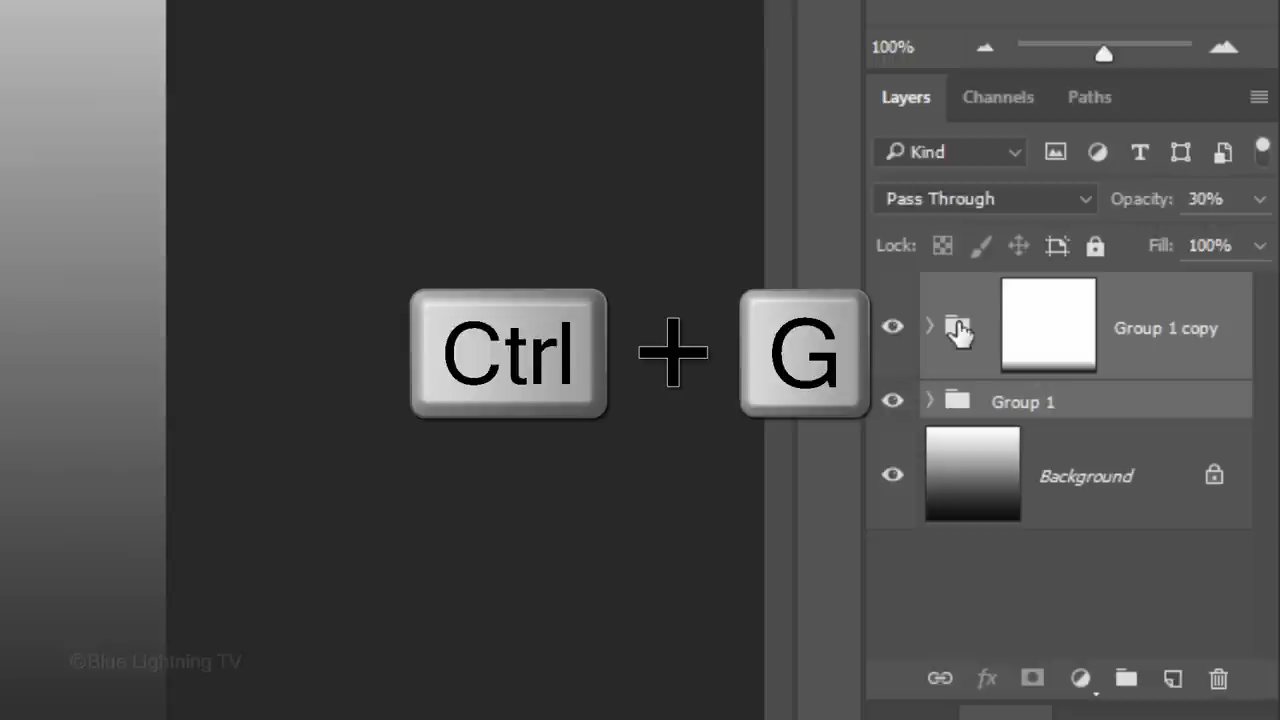 100%
Layers Channels Paths
Kind T
Pass Through Opacity: 30%
Lock: Fill: 100%
Ctrl + G
Group 1 copy
Group 1
Background
©Blue Lightning TV
fx